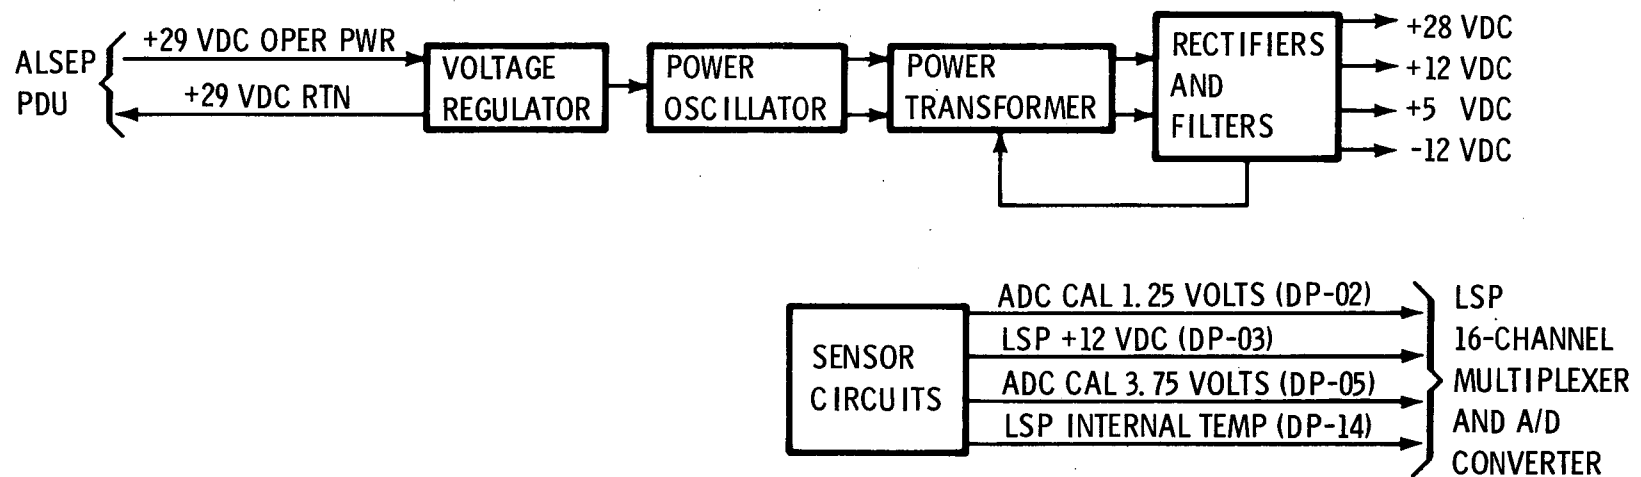 ALSEP
PDU
+29 VDC OPER PWR
+29 VDC RTN
VOLTAGE
REGULATOR
POWER
OSCILLATOR
POWER
TRANSFORMER
RECTIFIERS
AND
FILTERS
+28 VDC
+12 VDC
+5 VDC
-12 VDC
SENSOR
CIRCUITS
ADC CAL 1.25 VOLTS (DP-02)
LSP +12 VDC (DP-03)
ADC CAL 3.75 VOLTS (DP-05)
LSP INTERNAL TEMP (DP-14)
LSP
16-CHANNEL
MULTIPLEXER
AND A/D
CONVERTER